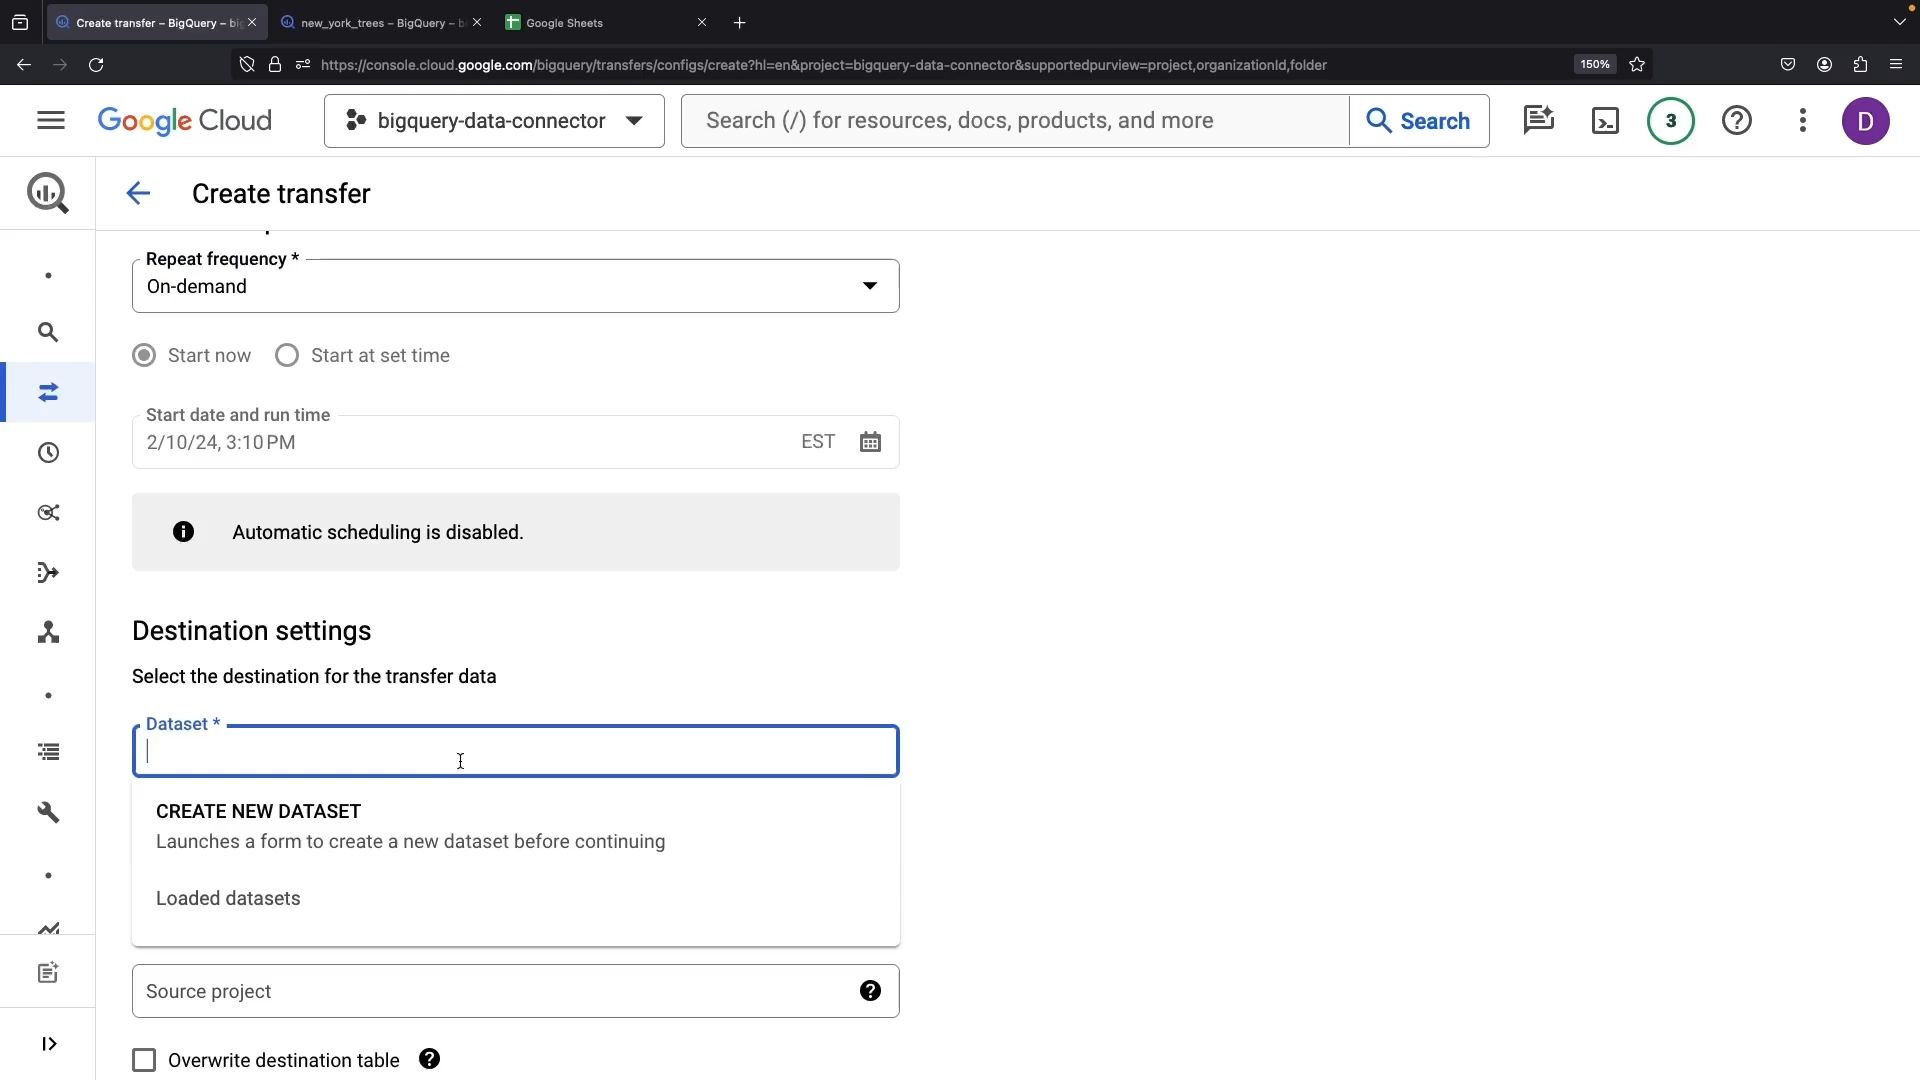 Create transfer – BigQuery – bi
new_york_trees – BigQuery – b
Google Sheets
https://console.cloud.google.com/bigquery/transfers/configs/create?hl=en&project=bigquery-data-connector&supportedpurview=project,organizationId,folder
150%
Google Cloud
bigquery-data-connector
Search (/) for resources, docs, products, and more
Search
3
D
Create transfer
Repeat frequency *
On-demand
Start now
Start at set time
Start date and run time
2/10/24, 3:10 PM
EST
Automatic scheduling is disabled.
Destination settings
Select the destination for the transfer data
Dataset *
CREATE NEW DATASET
Launches a form to create a new dataset before continuing
Loaded datasets
Source project
Overwrite destination table